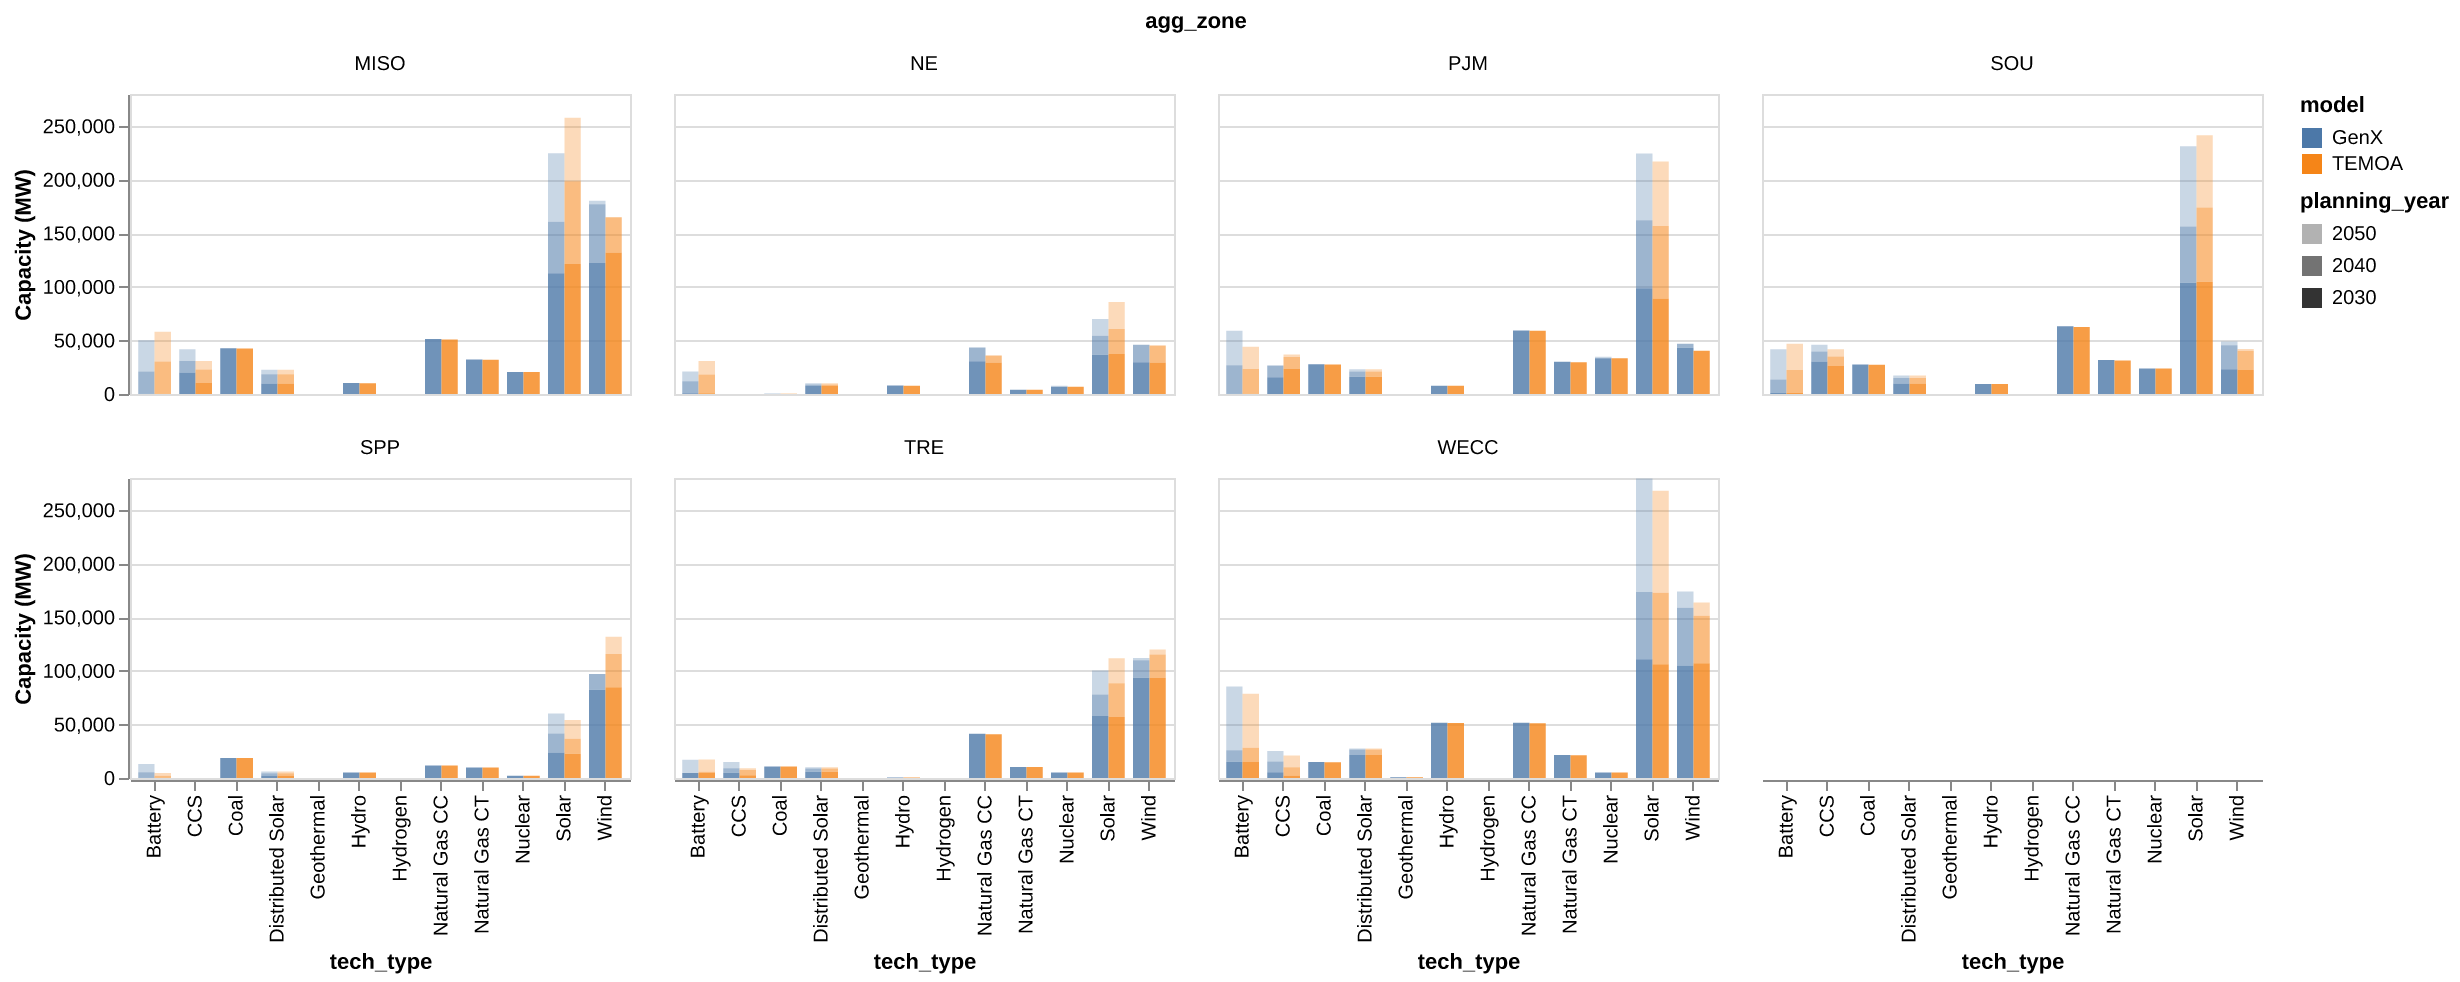 agg_zone
MISO
NE
PJM
SOU
Capacity (MW)
250,000
200,000
150,000
100,000
50,000
0
model
GenX
TEMOA
planning_year
2050
2040
2030
SPP
TRE
WECC
Capacity (MW)
250,000
200,000
150,000
100,000
50,000
0
Battery
CCS
Coal
Distributed Solar
Geothermal
Hydro
Hydrogen
Natural Gas CC
Natural Gas CT
Nuclear
Solar
Wind
tech_type
Battery
CCS
Coal
Distributed Solar
Geothermal
Hydro
Hydrogen
Natural Gas CC
Natural Gas CT
Nuclear
Solar
Wind
tech_type
Battery
CCS
Coal
Distributed Solar
Geothermal
Hydro
Hydrogen
Natural Gas CC
Natural Gas CT
Nuclear
Solar
Wind
tech_type
Battery
CCS
Coal
Distributed Solar
Geothermal
Hydro
Hydrogen
Natural Gas CC
Natural Gas CT
Nuclear
Solar
Wind
tech_type